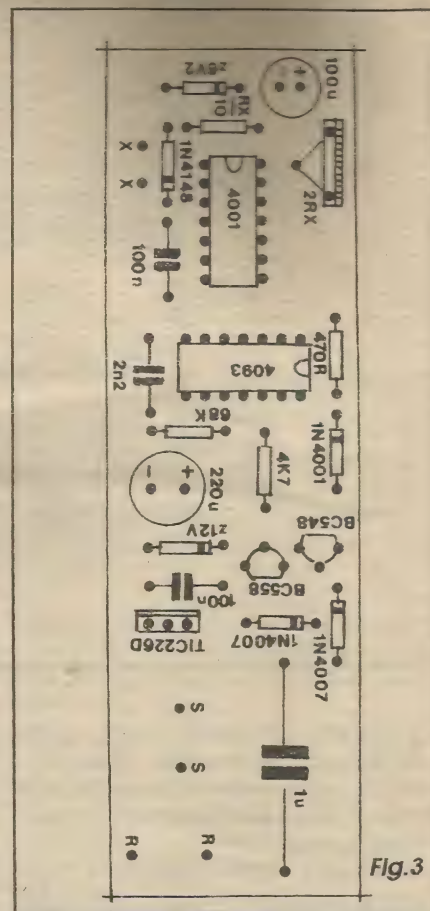 100u
z6V2
RX
10
2RX
1N4148
X
X
4001
100n
470R
4093
2n2
1N4001
68K
4K7
220u
BC548
z12V
BC558
100n
1N4007
1N4007
TIC226D
S
1u
S
R
R
Fig.3
+
-
+